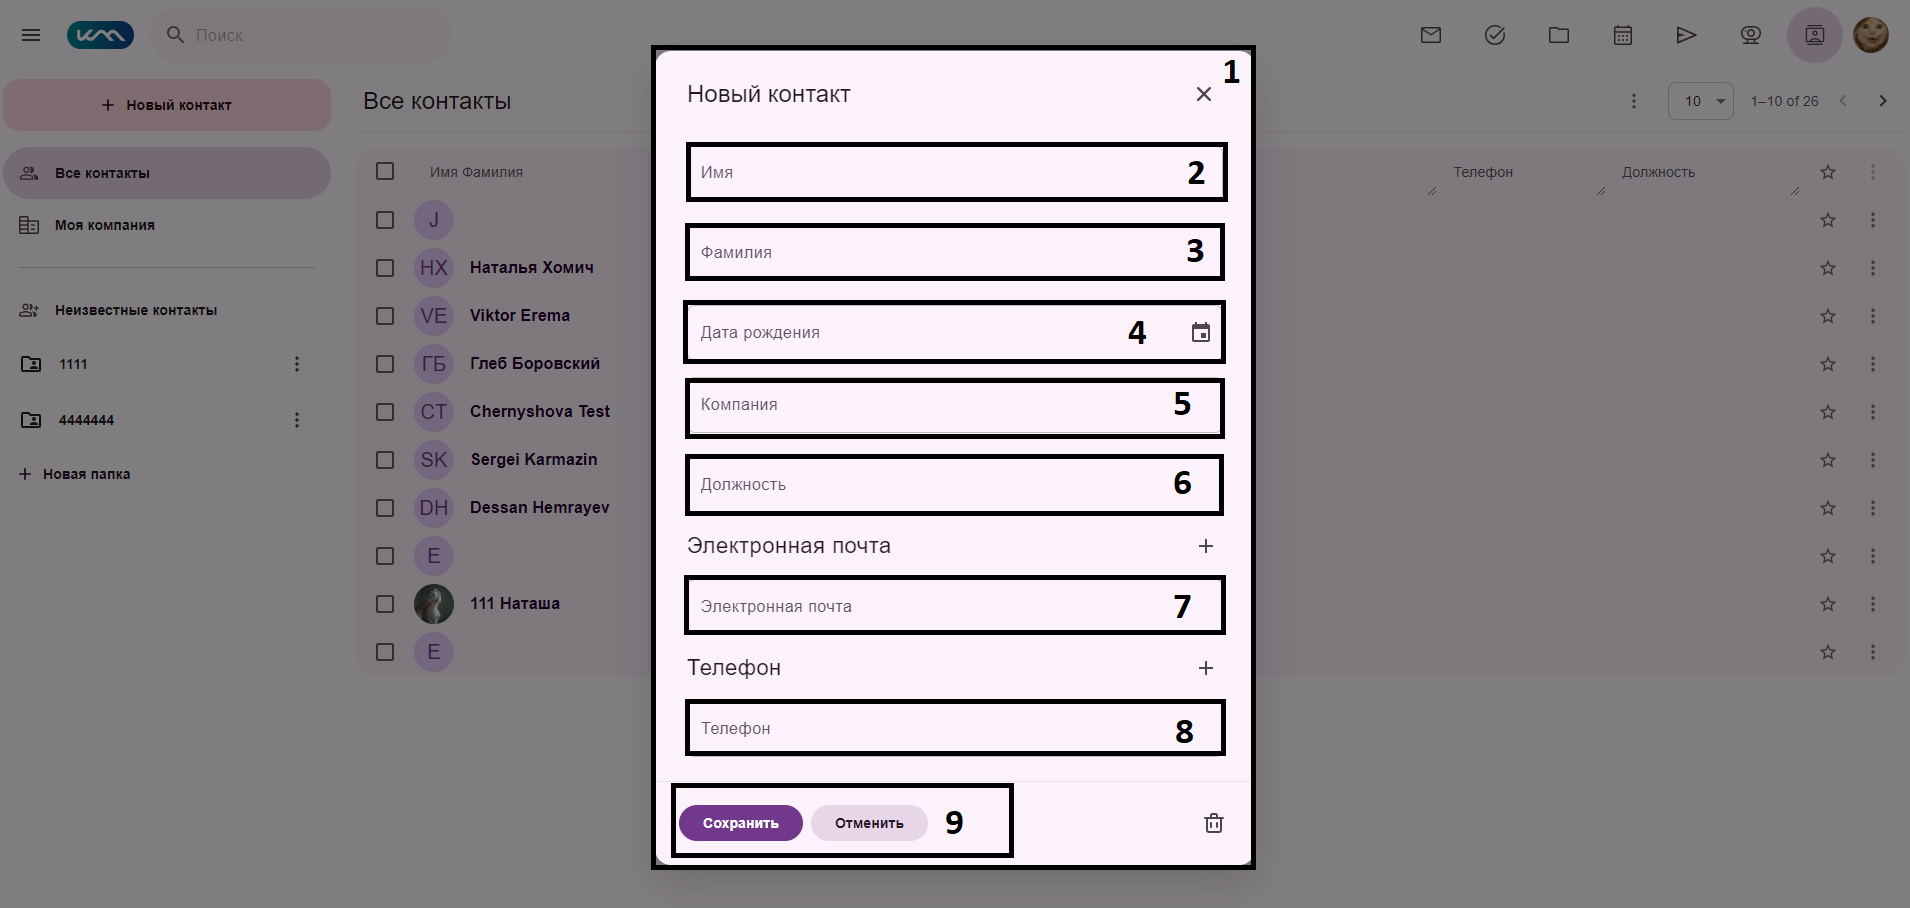 Поиск
Новый контакт
Все контакты
Моя компания
Неизвестные контакты
1111
4444444
Новая папка
Все контакты
10
1–10 of 26
Имя Фамилия
Телефон
Должность
J
НХ Наталья Хомич
VE Viktor Erema
ГБ Глеб Боровский
CT Chernyshova Test
SK Sergei Karmazin
DH Dessan Hemrayev
E
111 Наташа
E
1
Новый контакт
Имя 2
Фамилия 3
Дата рождения 4
Компания 5
Должность 6
Электронная почта
Электронная почта 7
Телефон
Телефон 8
Сохранить Отменить 9